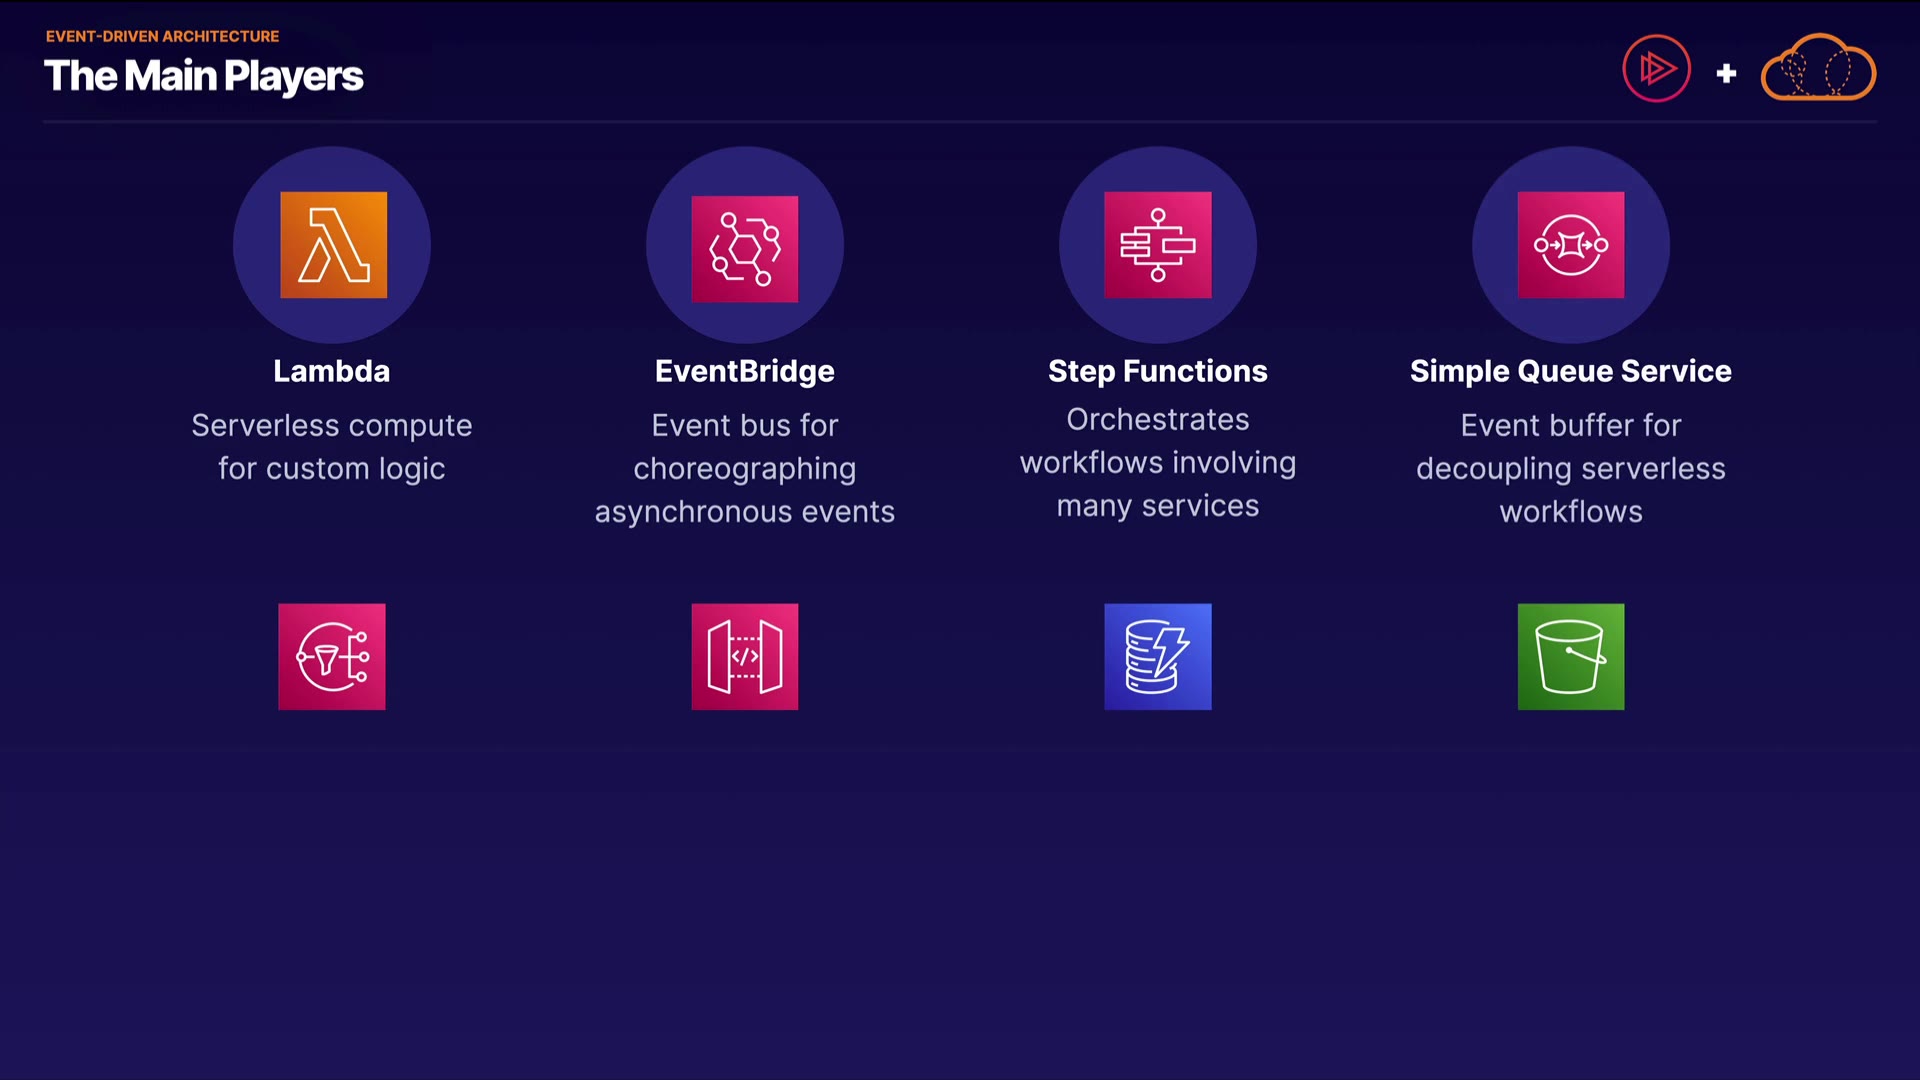 EVENT-DRIVEN ARCHITECTURE
The Main Players
+
Lambda
Serverless compute
for custom logic
EventBridge
Event bus for
choreographing
asynchronous events
Step Functions
Orchestrates
workflows involving
many services
Simple Queue Service
Event buffer for
decoupling serverless
workflows